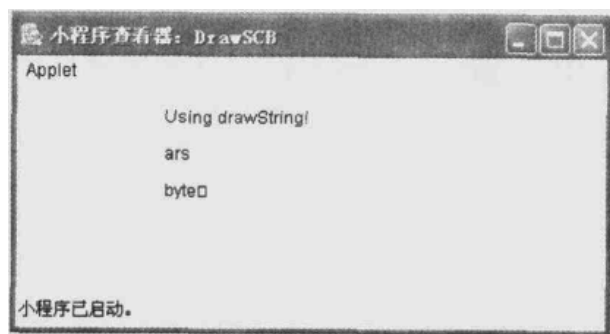 小程序查看器: DrawSCB
Applet
Using drawString!
ars
byte□
小程序已启动。